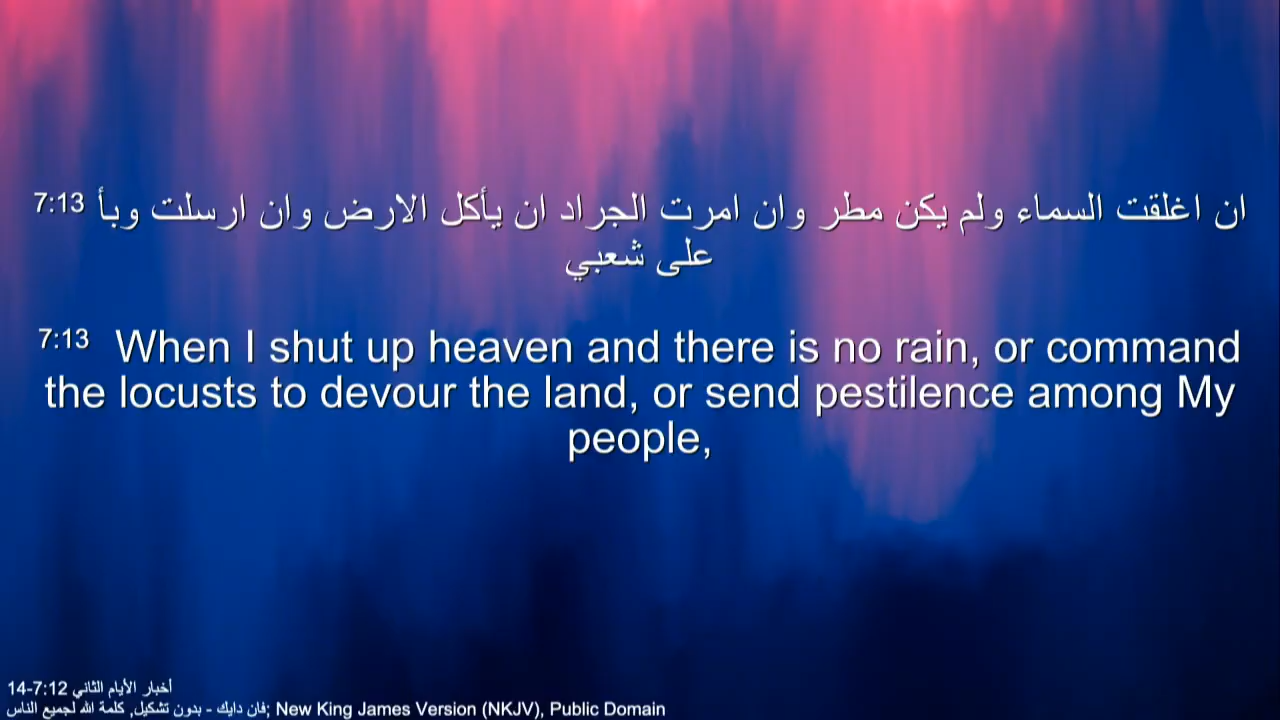 7:13 ان اغلقت السماء ولم يكن مطر وان امرت الجراد ان يأكل الارض وان ارسلت وبأ
على شعبي
7:13 When I shut up heaven and there is no rain, or command
the locusts to devour the land, or send pestilence among My
people,
أخبار الأيام الثاني 7:12-14
فان دايك - بدون تشكيل, كلمة الله لجميع الناس; New King James Version (NKJV), Public Domain